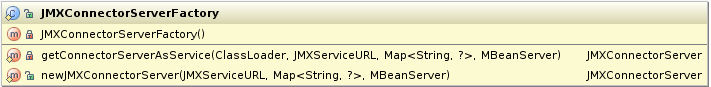 JMXConnectorServerFactory
JMXConnectorServerFactory()
getConnectorServerAsService(ClassLoader, JMXServiceURL, Map<String, ?>, MBeanServer) JMXConnectorServer
newJMXConnectorServer(JMXServiceURL, Map<String, ?>, MBeanServer) JMXConnectorServer